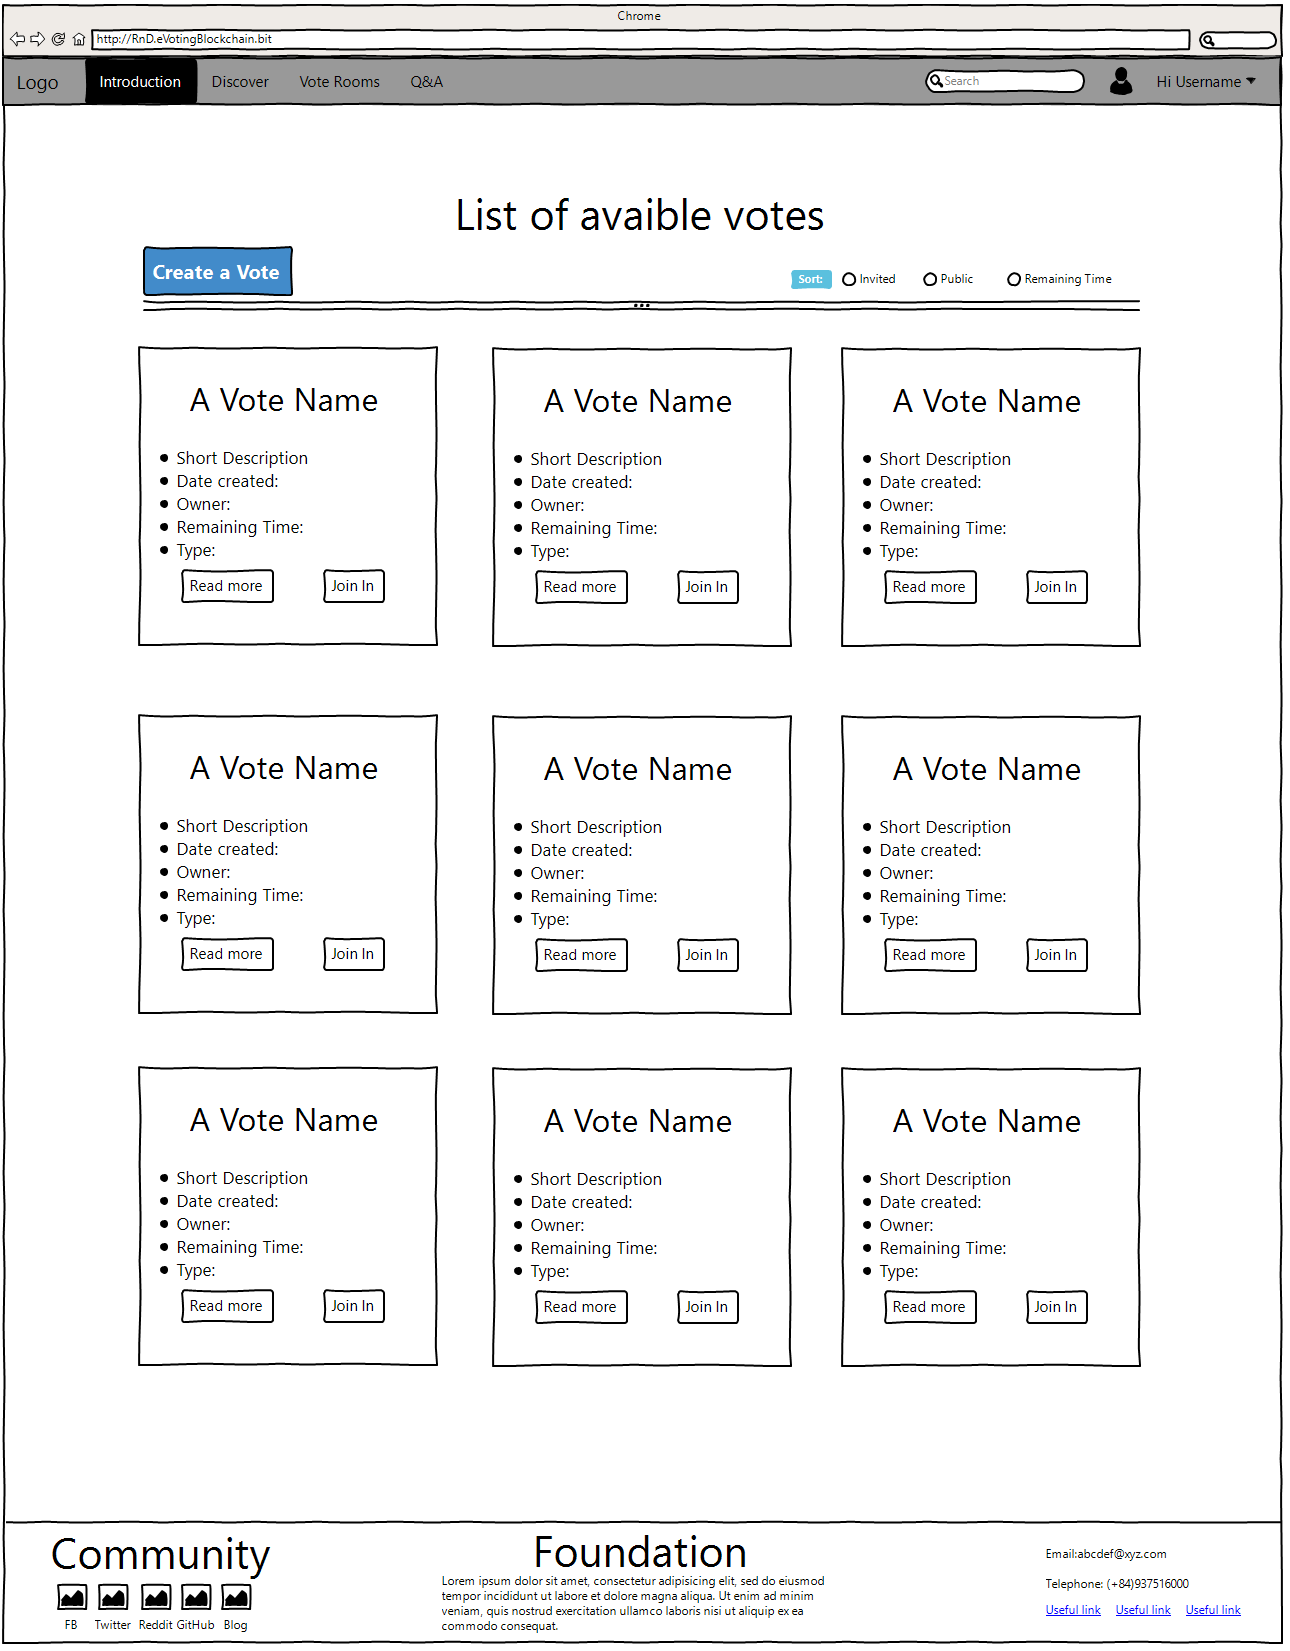 Chrome
http://RnD.eVotingBlockchain.bit
Logo Introduction Discover Vote Rooms Q&A Search Hi Username
List of avaible votes
Create a Vote
Sort: Invited Public Remaining Time
A Vote Name
Short Description
Date created:
Owner:
Remaining Time:
Type:
Read more Join In
A Vote Name
Short Description
Date created:
Owner:
Remaining Time:
Type:
Read more Join In
A Vote Name
Short Description
Date created:
Owner:
Remaining Time:
Type:
Read more Join In
A Vote Name
Short Description
Date created:
Owner:
Remaining Time:
Type:
Read more Join In
A Vote Name
Short Description
Date created:
Owner:
Remaining Time:
Type:
Read more Join In
A Vote Name
Short Description
Date created:
Owner:
Remaining Time:
Type:
Read more Join In
A Vote Name
Short Description
Date created:
Owner:
Remaining Time:
Type:
Read more Join In
A Vote Name
Short Description
Date created:
Owner:
Remaining Time:
Type:
Read more Join In
A Vote Name
Short Description
Date created:
Owner:
Remaining Time:
Type:
Read more Join In
Community
FB Twitter Reddit GitHub Blog
Foundation
Lorem ipsum dolor sit amet, consectetur adipisicing elit, sed do eiusmod
tempor incididunt ut labore et dolore magna aliqua. Ut enim ad minim
veniam, quis nostrud exercitation ullamco laboris nisi ut aliquip ex ea
commodo consequat.
Email:abcdef@xyz.com
Telephone: (+84)937516000
Useful link Useful link Useful link